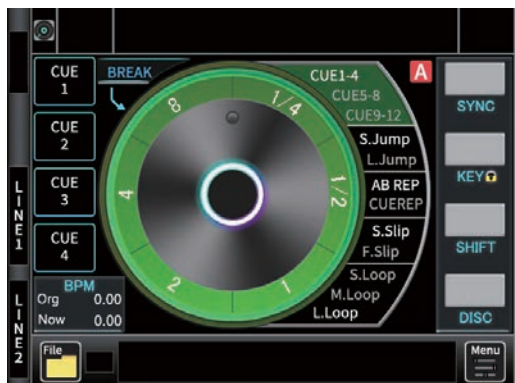 CUE
1
BREAK
CUE
2
CUE
3
CUE
4
8
1/4
1/2
1
2
4
CUE1-4
CUE5-8
CUE9-12
S.Jump
L.Jump
AB REP
CUEREP
S.Slip
F.Slip
S.Loop
M.Loop
L.Loop
A
SYNC
KEY
SHIFT
DISC
LINE1
LINE2
BPM
Org 0.00
Now 0.00
File
Menu